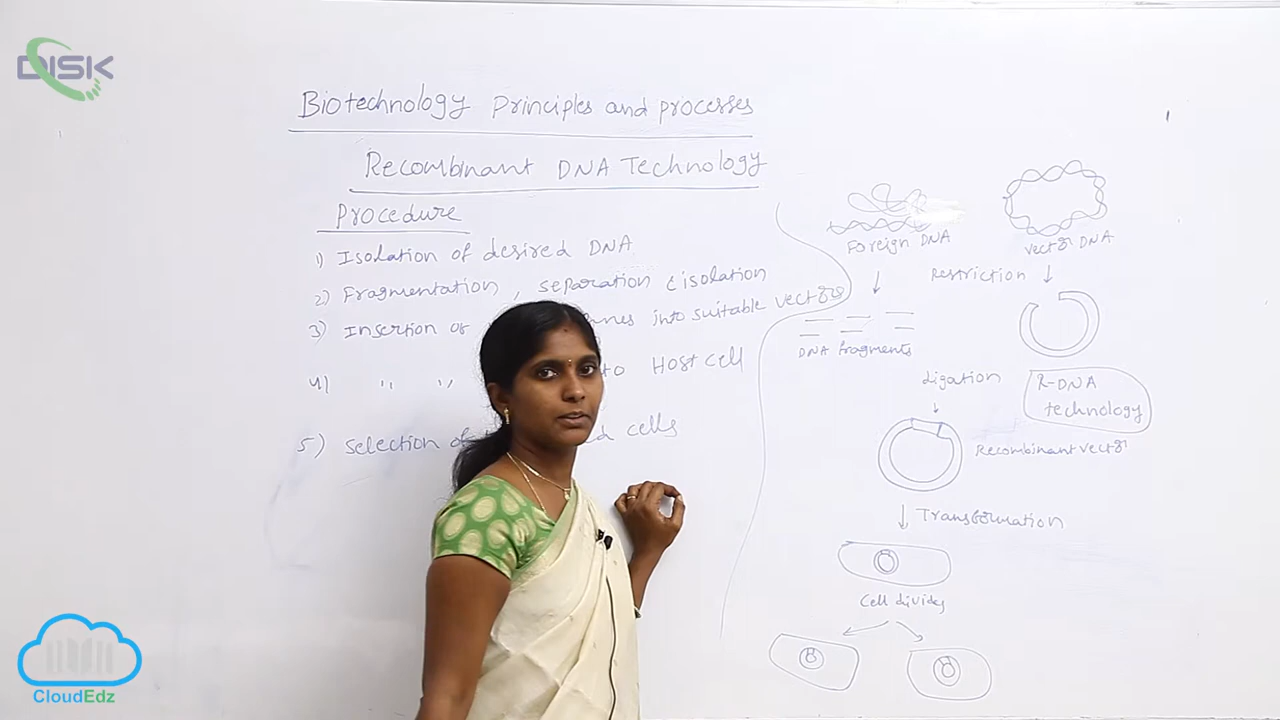 DISK
Biotechnology Principles and processes
Recombinant DNA Technology
Procedure
1) Isolation of desired DNA
2) Fragmentation, separation & isolation
3) Insertion of into suitable vectors
4) " " to Host cell
5) Selection of cells
Foreign DNA
vector DNA
Restriction
DNA fragments
Ligation
R-DNA
technology
Recombinant vector
Transformation
Cell divides
CloudEdz